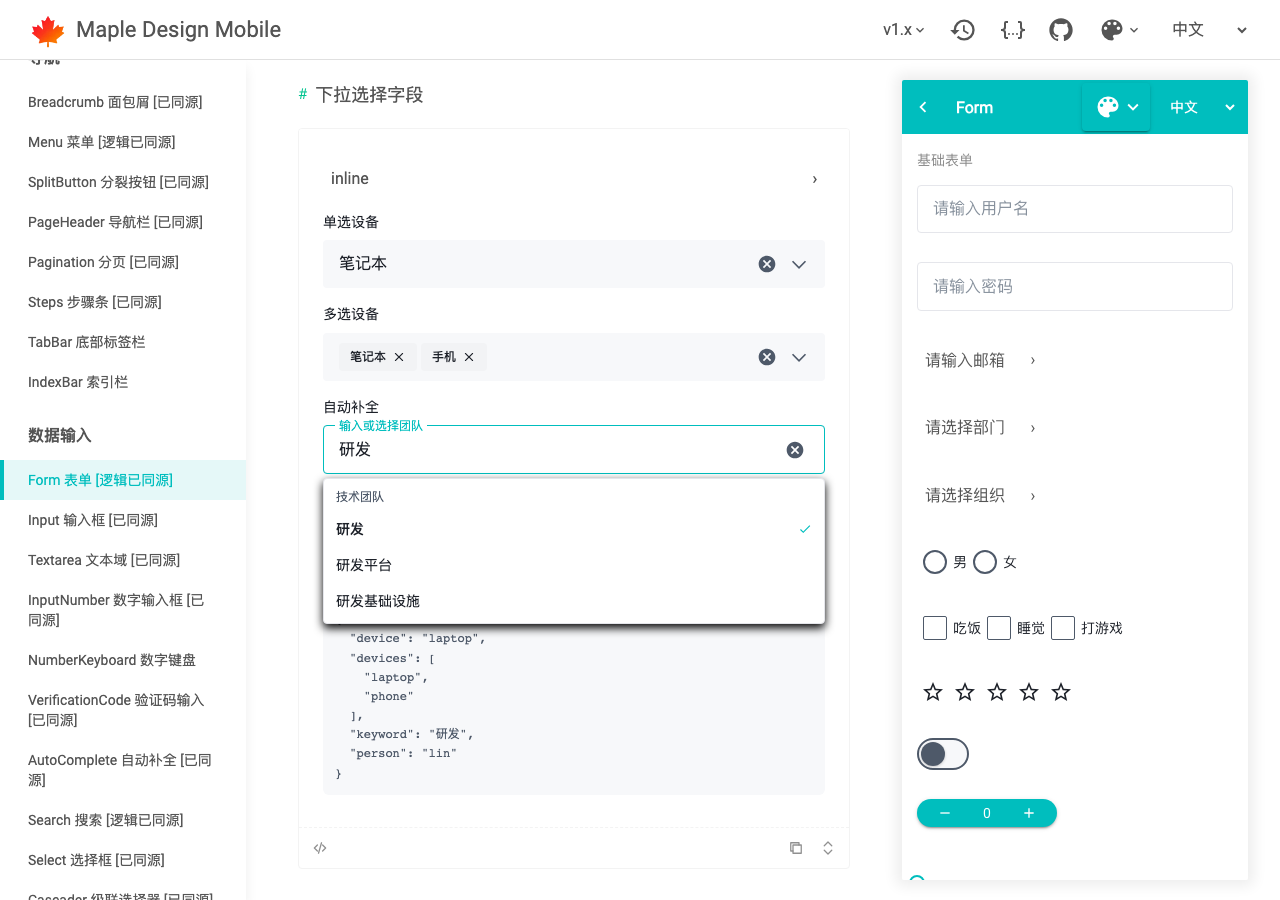 Maple Design Mobile
v1.x
{...}
中文
导航
Breadcrumb 面包屑 [已同源]
Menu 菜单 [逻辑已同源]
SplitButton 分裂按钮 [已同源]
PageHeader 导航栏 [已同源]
Pagination 分页 [已同源]
Steps 步骤条 [已同源]
TabBar 底部标签栏
IndexBar 索引栏
数据输入
Form 表单 [逻辑已同源]
Input 输入框 [已同源]
Textarea 文本域 [已同源]
InputNumber 数字输入框 [已
同源]
NumberKeyboard 数字键盘
VerificationCode 验证码输入
[已同源]
AutoComplete 自动补全 [已同
源]
Search 搜索 [逻辑已同源]
Select 选择框 [已同源]
Cascader 级联选择器 [已同源]
# 下拉选择字段
inline
单选设备
笔记本
多选设备
笔记本
手机
自动补全
输入或选择团队
研发
技术团队
研发
研发平台
研发基础设施
"device": "laptop",
"devices": [
"laptop",
"phone"
],
"keyword": "研发",
"person": "lin"
}
Form
中文
基础表单
请输入用户名
请输入密码
请输入邮箱
请选择部门
请选择组织
男 女
吃饭 睡觉 打游戏
0